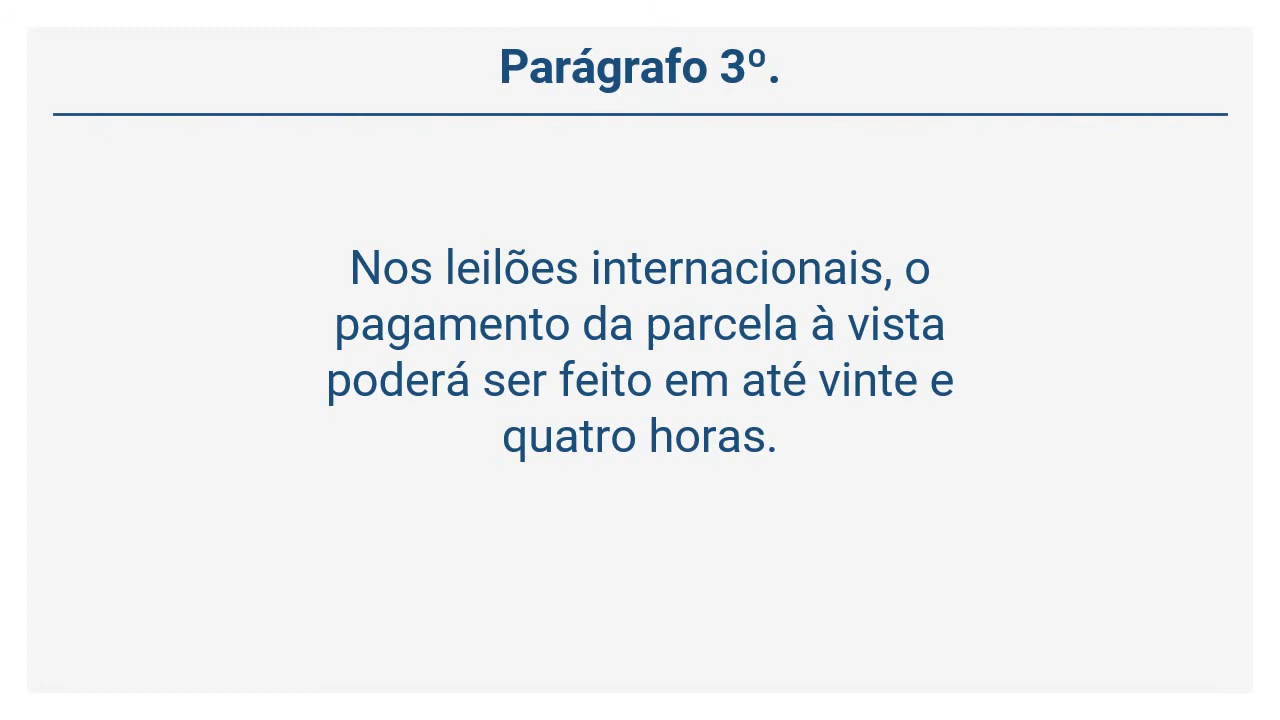 Parágrafo 3º.
Nos leilões internacionais, o
pagamento da parcela à vista
poderá ser feito em até vinte e
quatro horas.